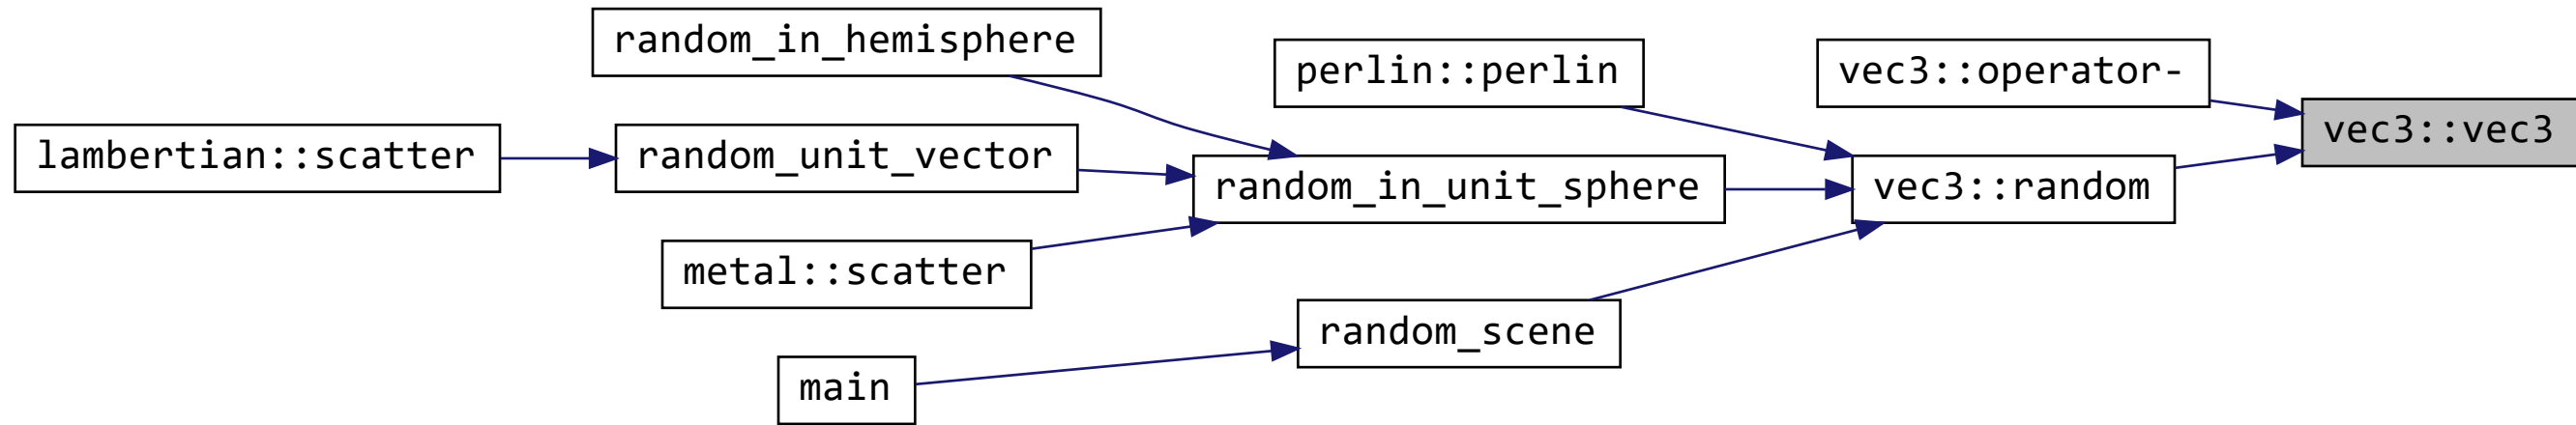 random_in_hemisphere
perlin::perlin
vec3::operator-
vec3::vec3
lambertian::scatter
random_unit_vector
random_in_unit_sphere
vec3::random
metal::scatter
random_scene
main